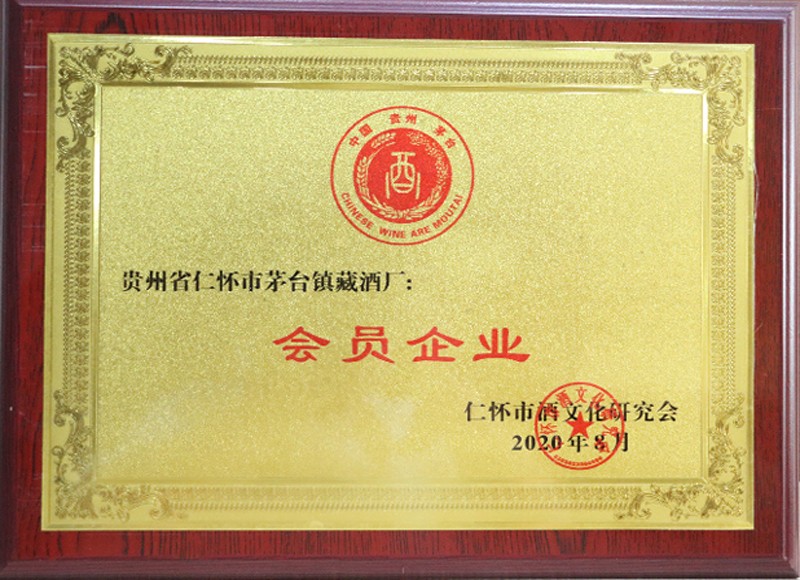 中国 贵州 茅台
酉
CHINESE WINE ARE MOUTAI
贵州省仁怀市茅台镇藏酒厂:
会员企业
仁怀市酒文化研究会
2020年8月